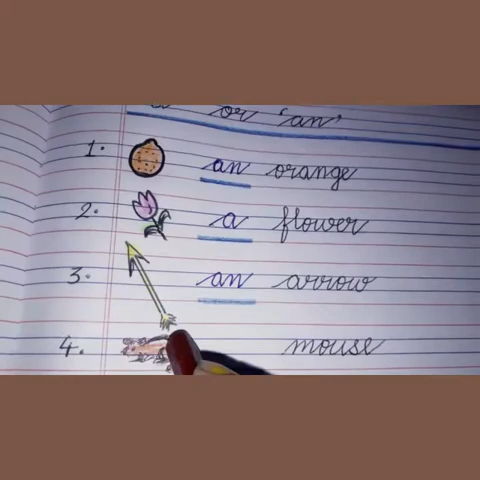 or 'an'
1. an orange
2. a flower
3. an arrow
4. mouse